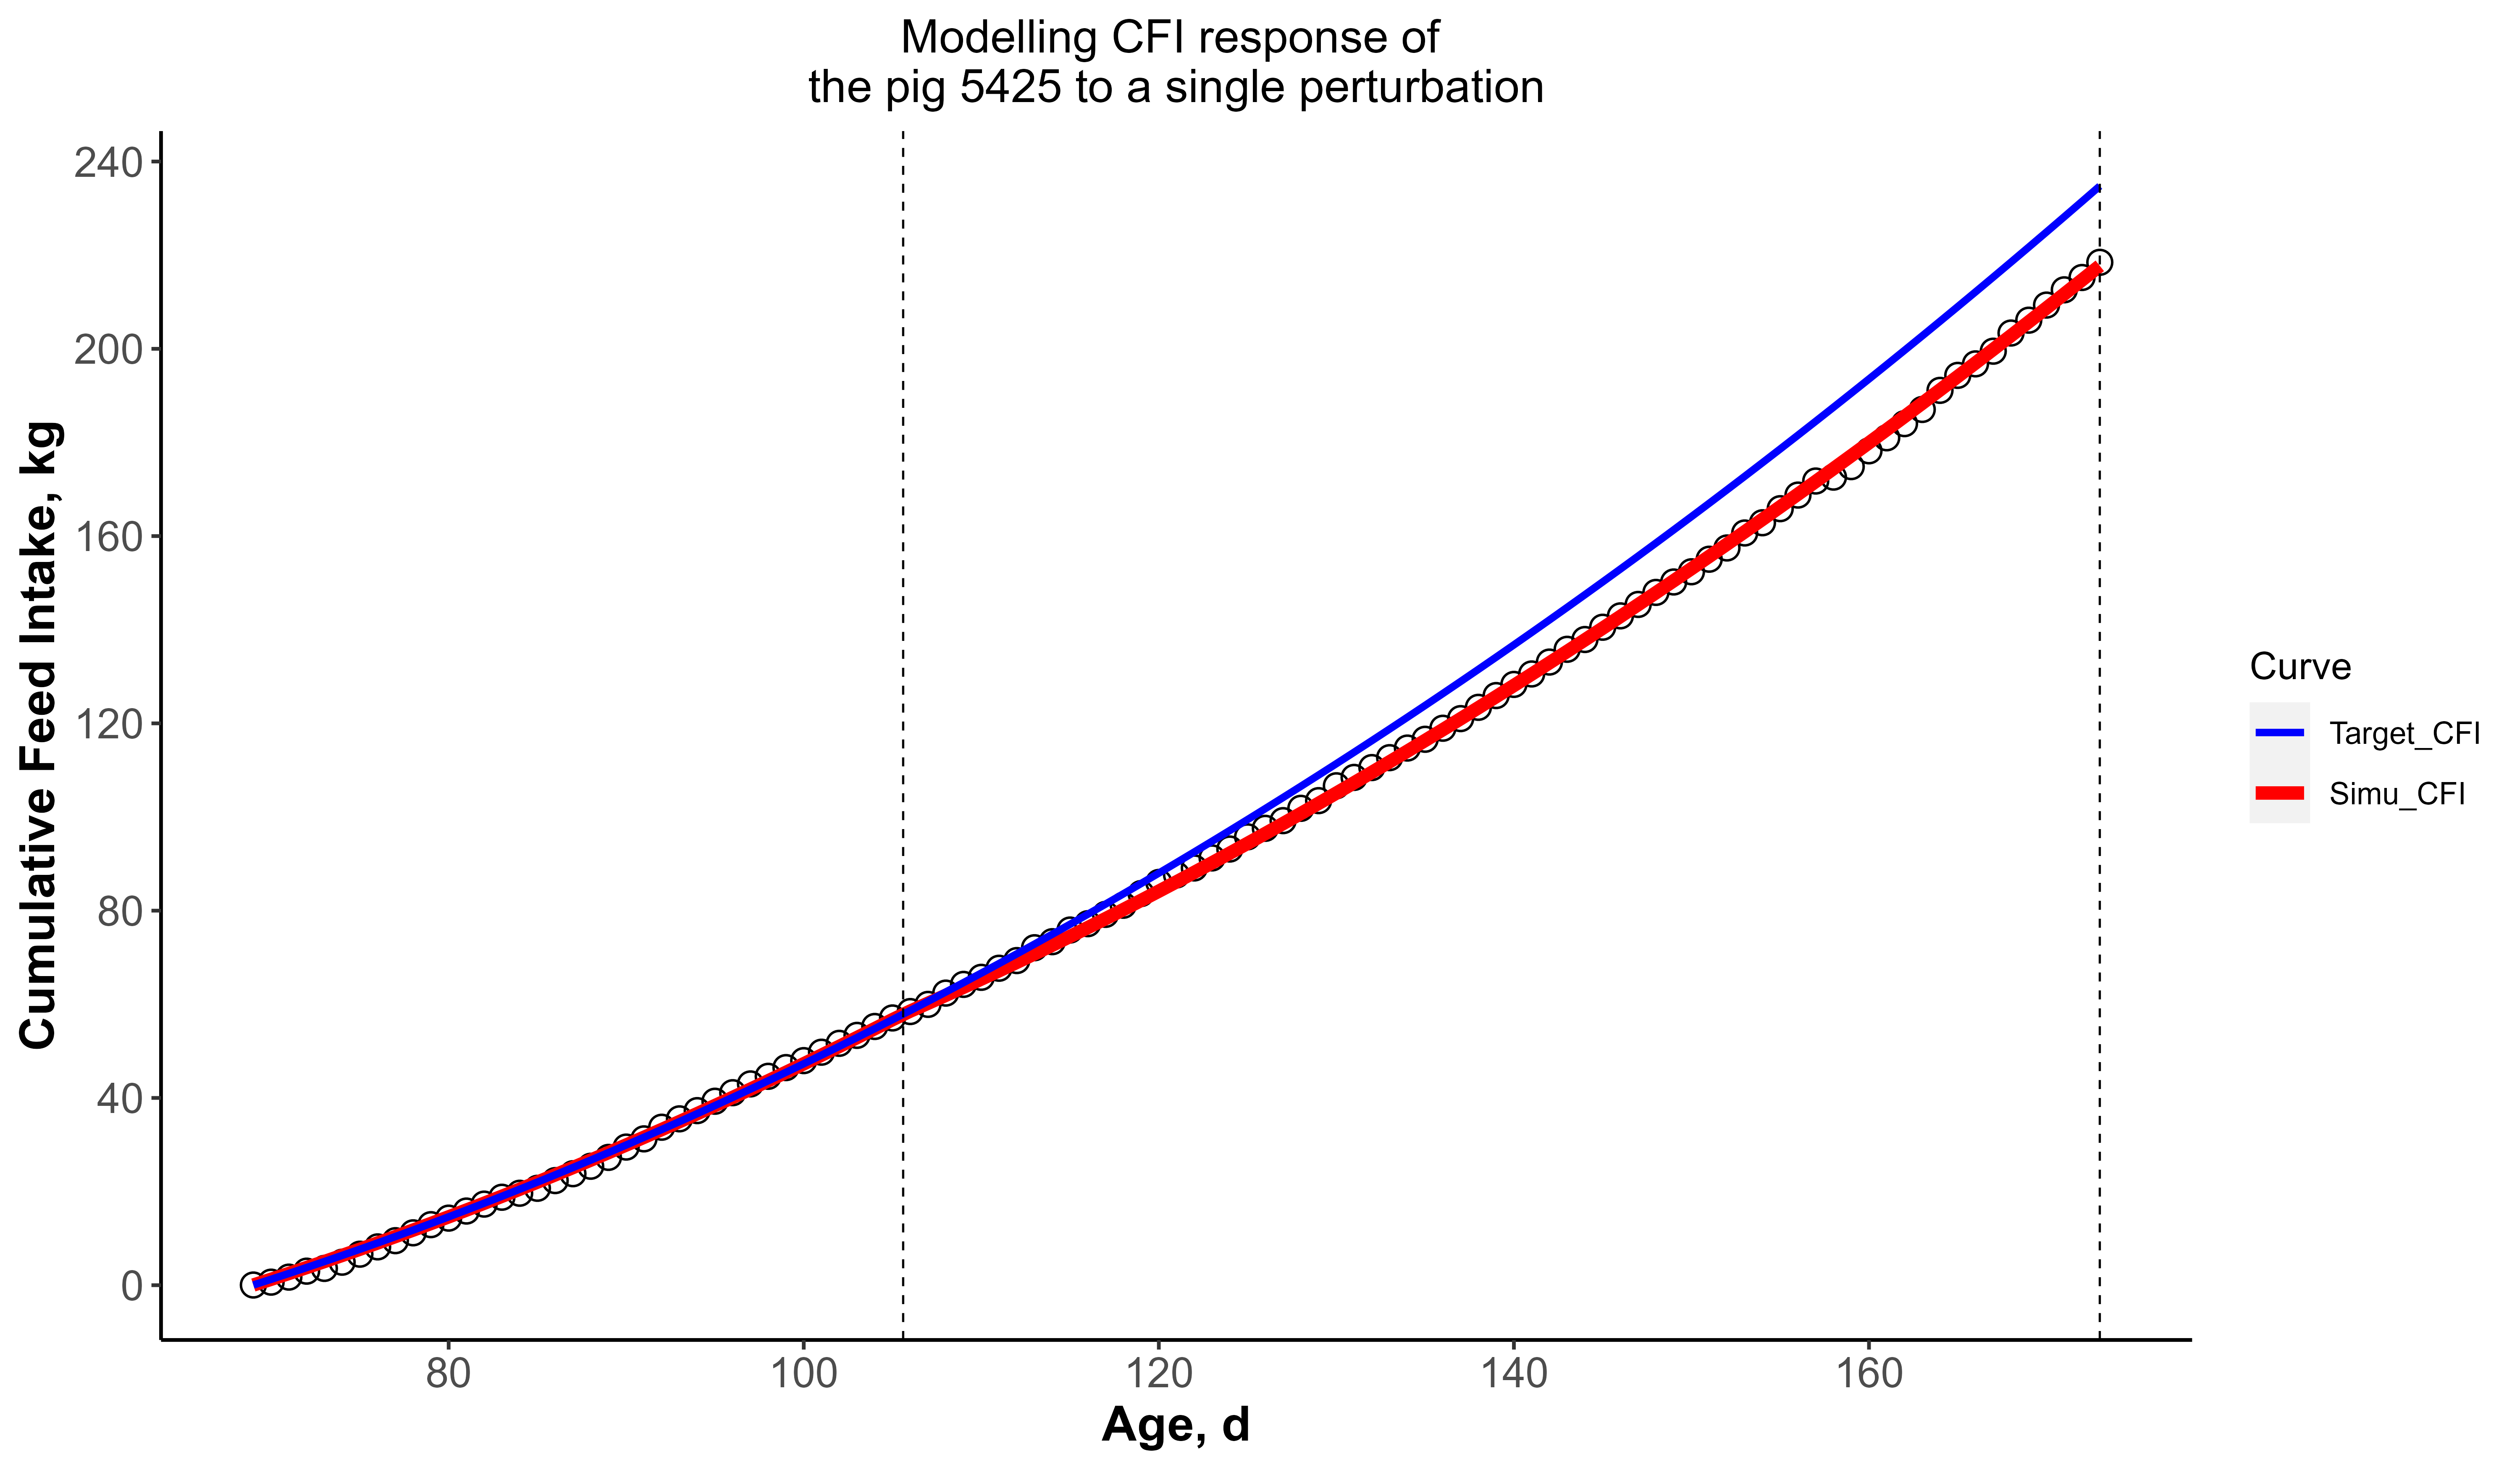 Modelling CFI response of
the pig 5425 to a single perturbation
Cumulative Feed Intake, kg
240
200
160
120
80
40
0
80
100
120
140
160
Age, d
Curve
Target_CFI
Simu_CFI